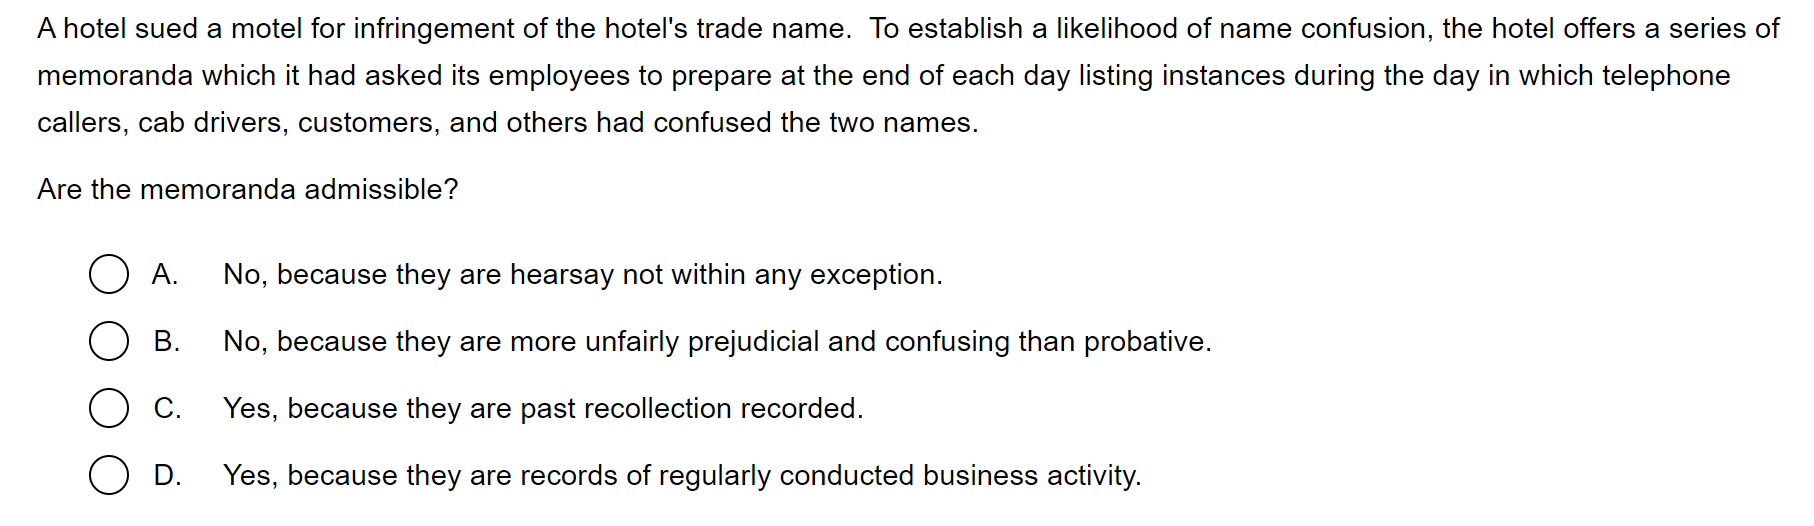 A hotel sued a motel for infringement of the hotel's trade name.  To establish a likelihood of name confusion, the hotel offers a series of
memoranda which it had asked its employees to prepare at the end of each day listing instances during the day in which telephone
callers, cab drivers, customers, and others had confused the two names.
Are the memoranda admissible?
A. No, because they are hearsay not within any exception.
B. No, because they are more unfairly prejudicial and confusing than probative.
C. Yes, because they are past recollection recorded.
D. Yes, because they are records of regularly conducted business activity.